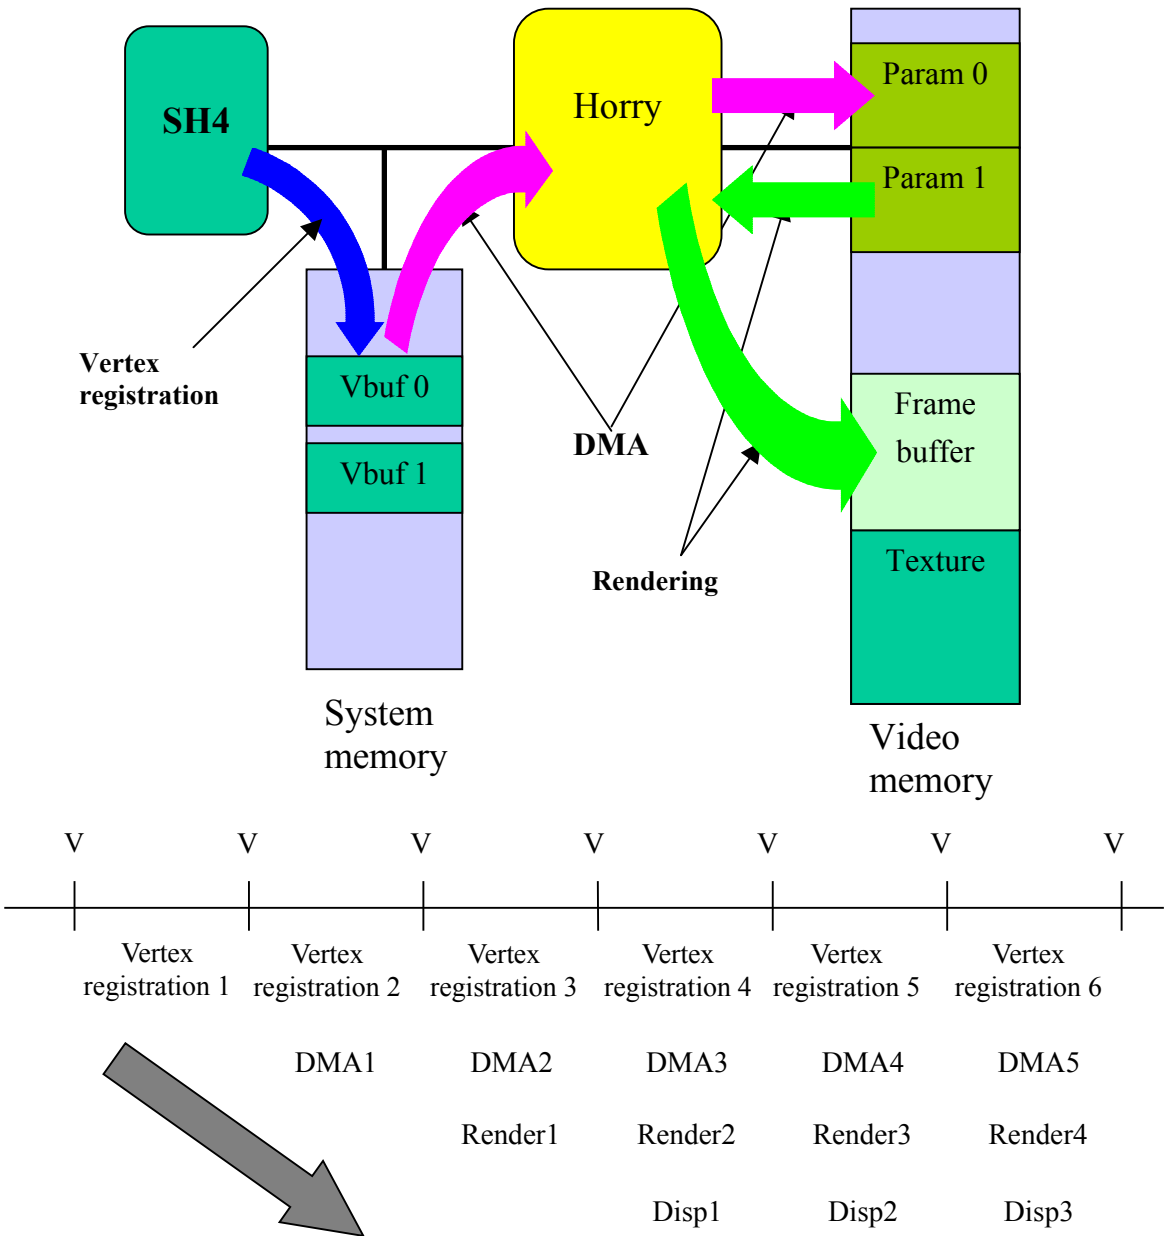 SH4
Horry
Param 0
Param 1
Vertex
registration
Vbuf 0
Vbuf 1
DMA
Frame
buffer
Rendering
Texture
System
memory
Video
memory
V V V V V V V
Vertex
registration 1
Vertex
registration 2
Vertex
registration 3
Vertex
registration 4
Vertex
registration 5
Vertex
registration 6
DMA1 DMA2 DMA3 DMA4 DMA5
Render1 Render2 Render3 Render4
Disp1 Disp2 Disp3